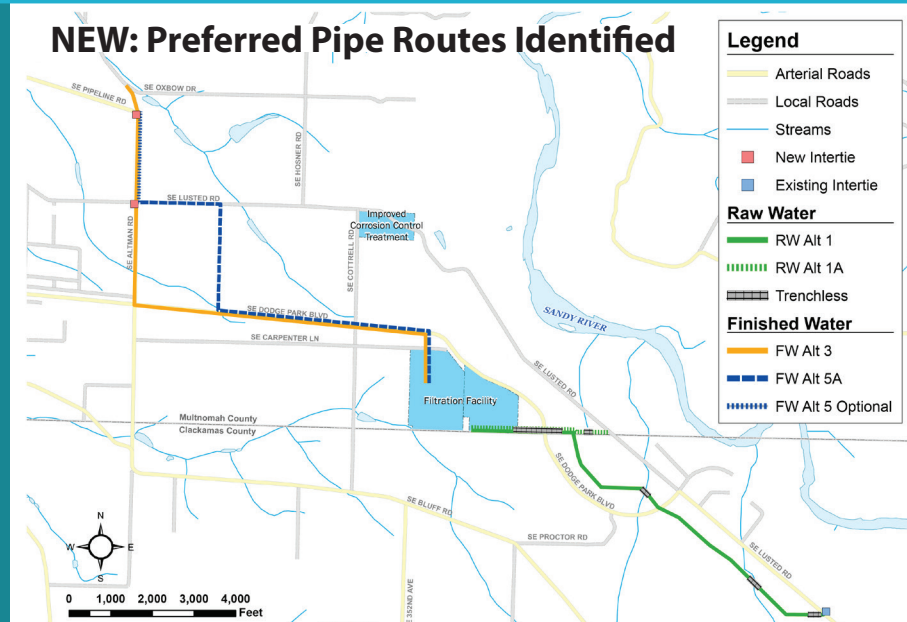 NEW: Preferred Pipe Routes Identified
Legend
Arterial Roads
Local Roads
Streams
New Intertie
Existing Intertie
Raw Water
RW Alt 1
RW Alt 1A
Trenchless
Finished Water
FW Alt 3
FW Alt 5A
FW Alt 5 Optional
SE PIPELINE RD
SE OXBOW DR
SE HOSNER RD
SE LUSTED RD
SE ALTMAN RD
Improved
Corrosion Control
Treatment
SE COTTRELL RD
SE DODGE PARK BLVD
SE CARPENTER LN
SANDY RIVER
SE LUSTED RD
Filtration Facility
Multnomah County
Clackamas County
SE DODGE PARK BLVD
SE BLUFF RD
SE PROCTOR RD
SE LUSTED RD
SE 352ND AVE
N
W
E
S
0 1,000 2,000 3,000 4,000
Feet